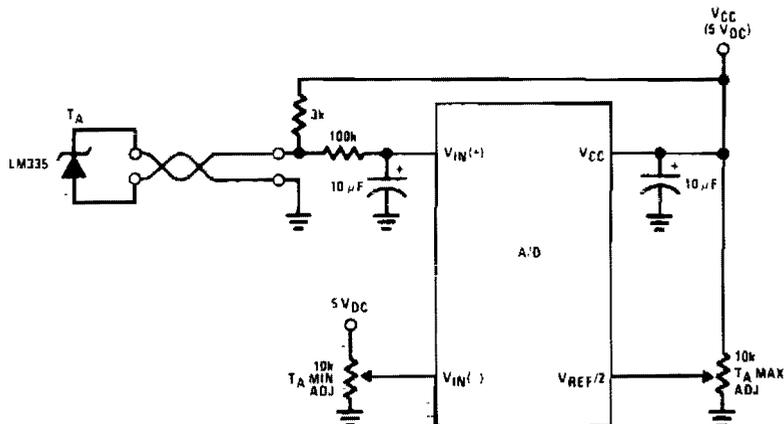 VCC
(5 VDC)
TA
3k
LM335
100k
VIN(+)
VCC
10 µF
+
10 µF
+
A/D
5 VDC
10k
TA MIN
ADJ
VIN( )
VREF/2
10k
TA MAX
ADJ